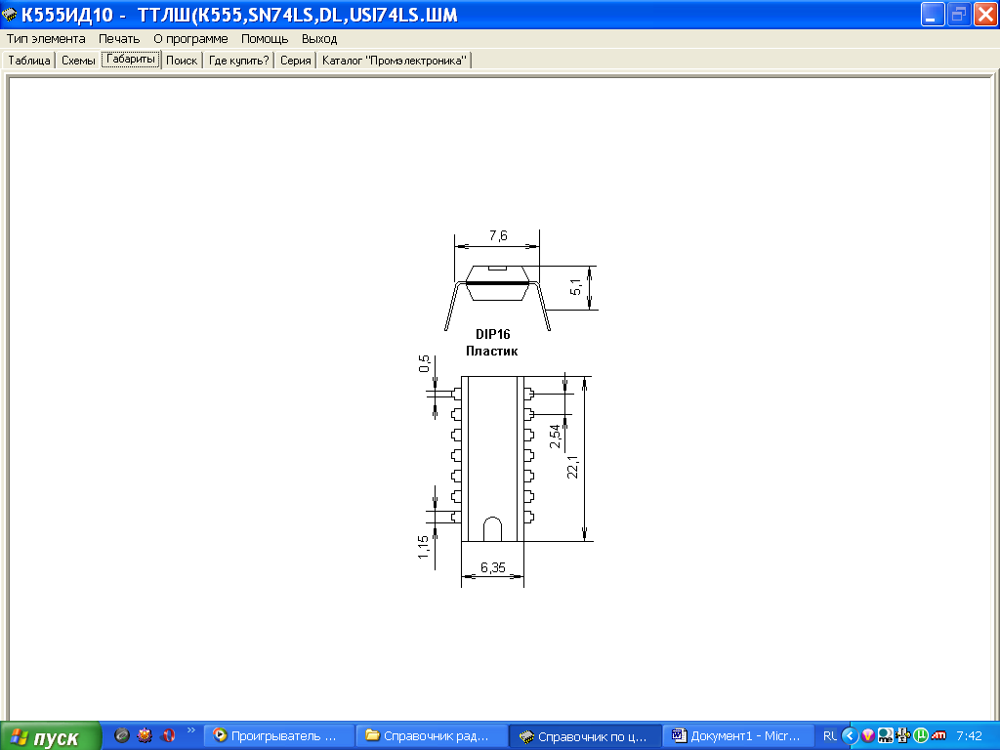 К555ИД10 - ТТЛШ(К555,SN74LS,DL,USI74LS.ШМ
Тип элемента Печать О программе Помощь Выход
Таблица Схемы Габариты Поиск Где купить? Серия Каталог "Промэлектроника"
7,6
5,1
DIP16
Пластик
0,5
2,54
22,1
1,15
6,35
пуск » Проигрыватель ... Справочник рад... Справочник по ц... Документ1 - Micr... RL 7:42